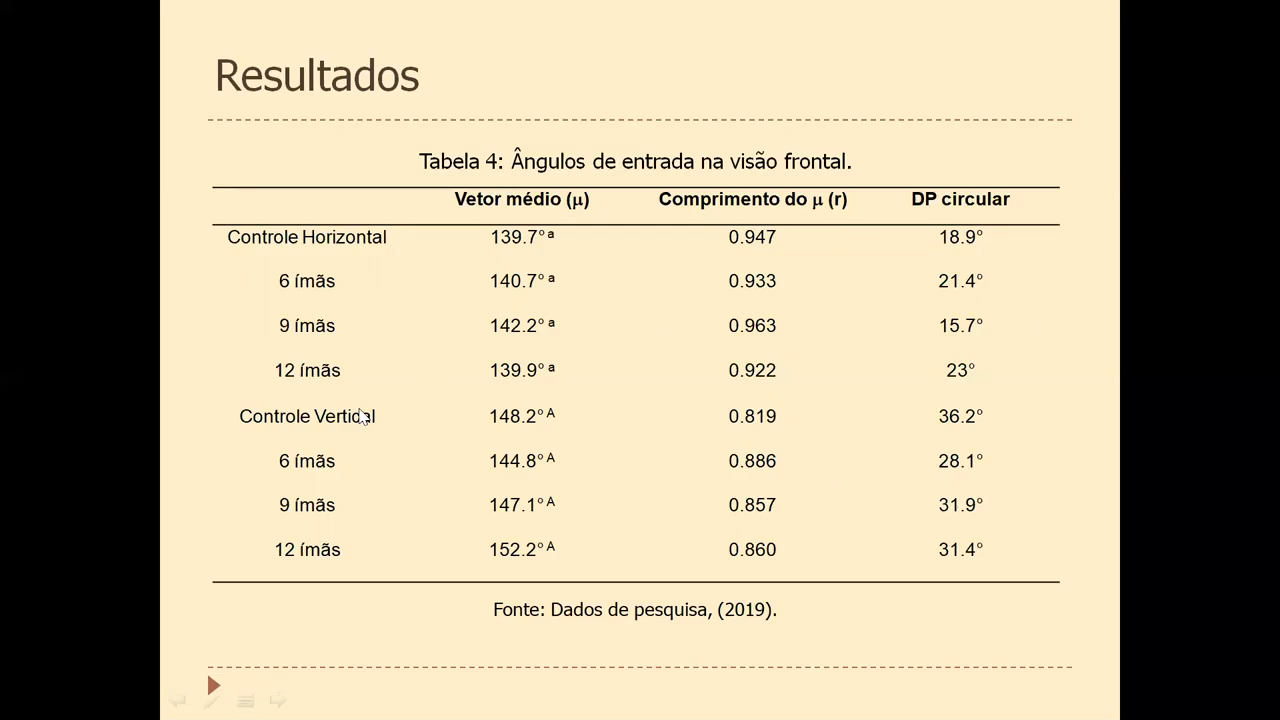 Resultados
Tabela 4: Ângulos de entrada na visão frontal.
Vetor médio (μ) Comprimento do μ (r) DP circular
Controle Horizontal 139.7° a 0.947 18.9°
6 ímãs 140.7° a 0.933 21.4°
9 ímãs 142.2° a 0.963 15.7°
12 ímãs 139.9° a 0.922 23°
Controle Vertical 148.2° A 0.819 36.2°
6 ímãs 144.8° A 0.886 28.1°
9 ímãs 147.1° A 0.857 31.9°
12 ímãs 152.2° A 0.860 31.4°
Fonte: Dados de pesquisa, (2019).